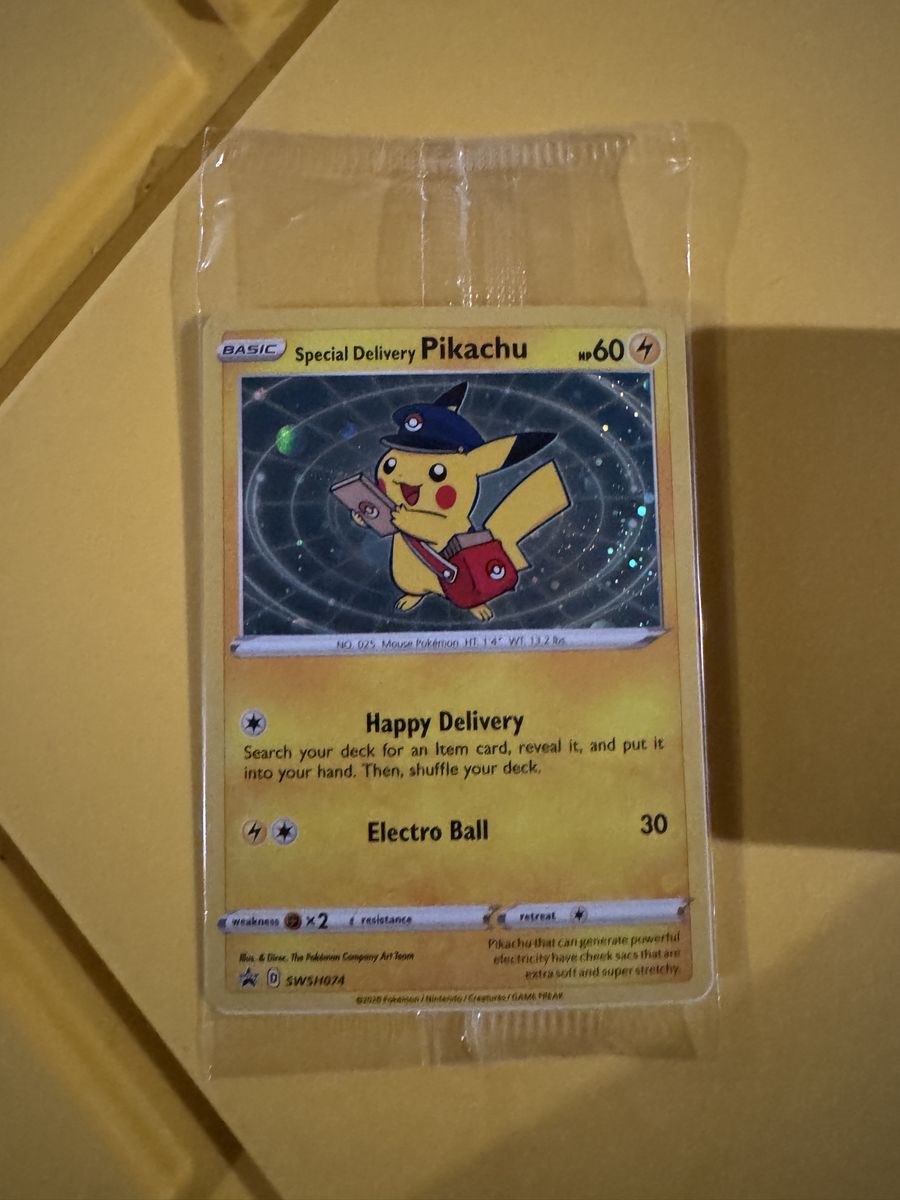 BASIC Special Delivery Pikachu HP60
NO. 025 Mouse Pokémon HT: 1'4" WT: 13.2 lbs.
Happy Delivery
Search your deck for an Item card, reveal it, and put it
into your hand. Then, shuffle your deck.
Electro Ball 30
weakness ×2 resistance retreat
Illus. & Direc. The Pokémon Company Art Team
Pikachu that can generate powerful
electricity have cheek sacs that are
extra soft and super stretchy.
D SWSH074
©2020 Pokémon / Nintendo / Creatures / GAME FREAK